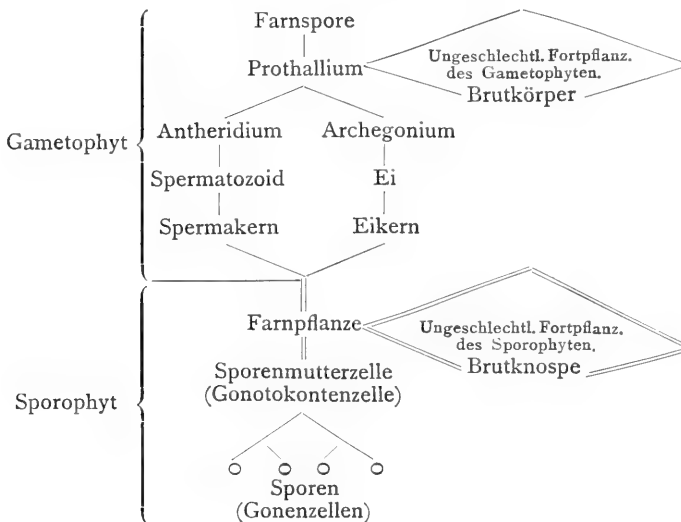 Farnspore
Prothallium
Ungeschlechtl. Fortpflanz.
des Gametophyten.
Brutkörper
Gametophyt
Antheridium Archegonium
Spermatozoid Ei
Spermakern Eikern
Farnpflanze
Ungeschlechtl. Fortpflanz.
des Sporophyten.
Brutknospe
Sporophyt
Sporenmutterzelle
(Gonotokontenzelle)
Sporen
(Gonenzellen)